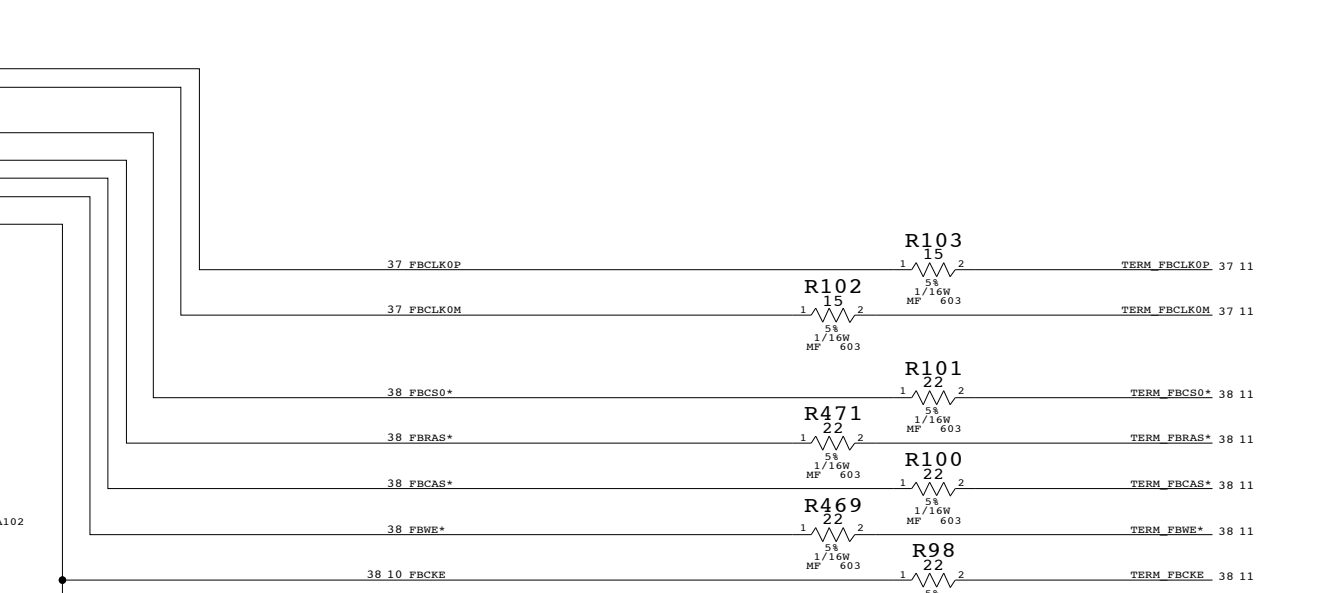 R103
15
37 FBCLK0P 1 2 TERM_FBCLK0P 37 11
5%
1/16W
MF 603
R102
15
37 FBCLK0M 1 2 TERM_FBCLK0M 37 11
5%
1/16W
MF 603
R101
22
38 FBCS0* 1 2 TERM_FBCS0* 38 11
5%
1/16W
MF 603
R471
22
38 FBRAS* 1 2 TERM_FBRAS* 38 11
5%
1/16W
MF 603
R100
22
38 FBCAS* 1 2 TERM_FBCAS* 38 11
5%
1/16W
MF 603
R469
22
A102
38 FBWE* 1 2 TERM_FBWE* 38 11
5%
1/16W
MF 603
R98
22
38 10 FBCKE 1 2 TERM_FBCKE 38 11